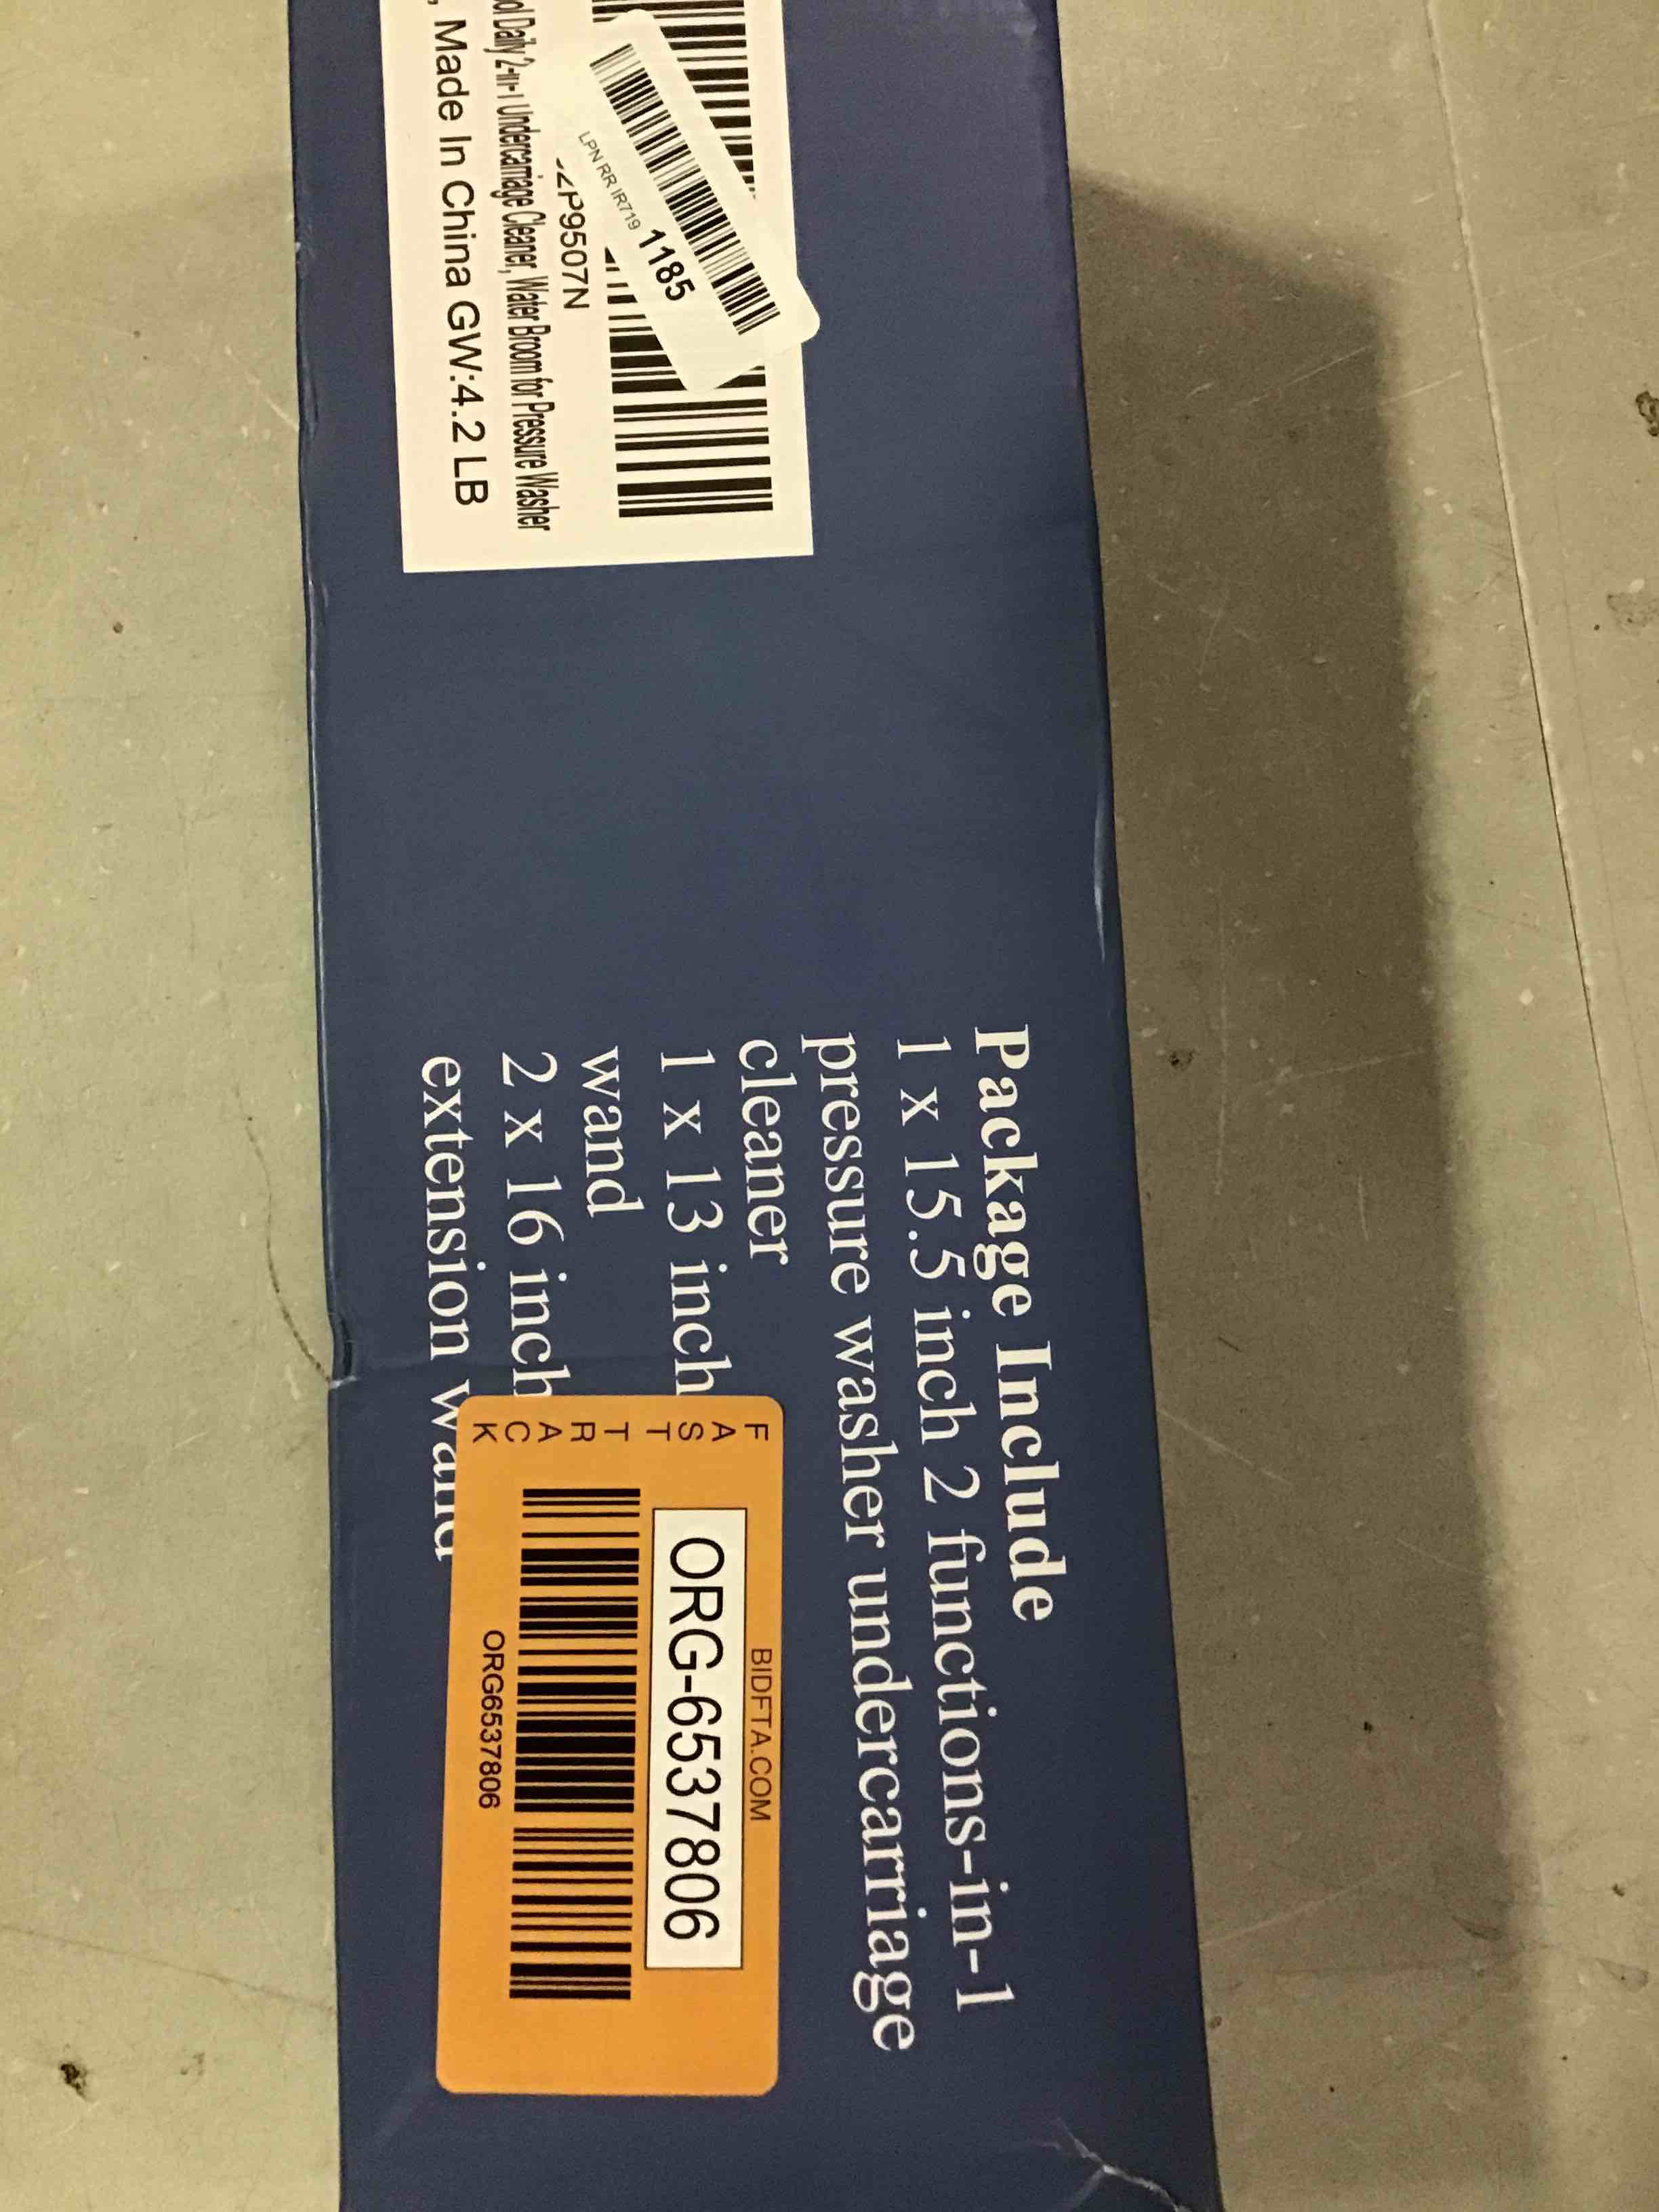 LPN RR IR719 1185
2P9507N
Daily 2-in-1 Undercarriage Cleaner, Water Broom for Pressure Washer
, Made In China GW:4.2 LB
Package Include
1 x 15.5 inch 2 functions-in-1
pressure washer undercarriage
cleaner
1 x 13 inch
wand
2 x 16 inch
extension wand
FAST TRACK
BIDFTA.COM
ORG-6537806
ORG6537806